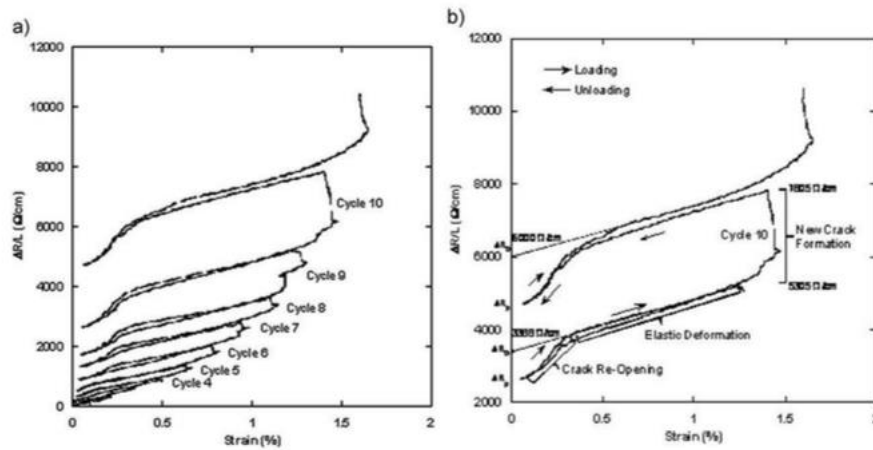 a)
12000
10000
8000
6000
4000
2000
0
ΔR/L (Ω/cm)
Cycle 10
Cycle 9
Cycle 8
Cycle 7
Cycle 6
Cycle 5
Cycle 4
0
0.5
1
1.5
2
Strain (%)
b)
12000
10000
8000
6000
4000
2000
ΔR/L (Ω/cm)
Loading
Unloading
Cycle 10
New Crack
Formation
Elastic Deformation
Crack Re-Opening
0
0.5
1
1.5
2
Strain (%)